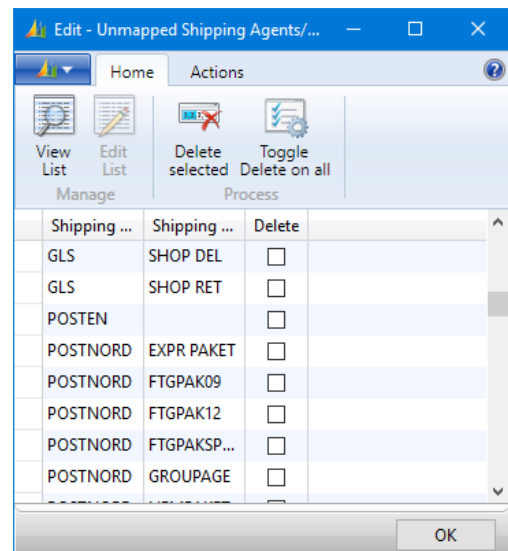 Edit - Unmapped Shipping Agents/...
Home Actions
View List
Edit List
Delete selected
Toggle Delete on all
Manage
Process
Shipping ... Shipping ... Delete
GLS SHOP DEL
GLS SHOP RET
POSTEN
POSTNORD EXPR PAKET
POSTNORD FTGPAK09
POSTNORD FTGPAK12
POSTNORD FTGPAKSP...
POSTNORD GROUPAGE
OK